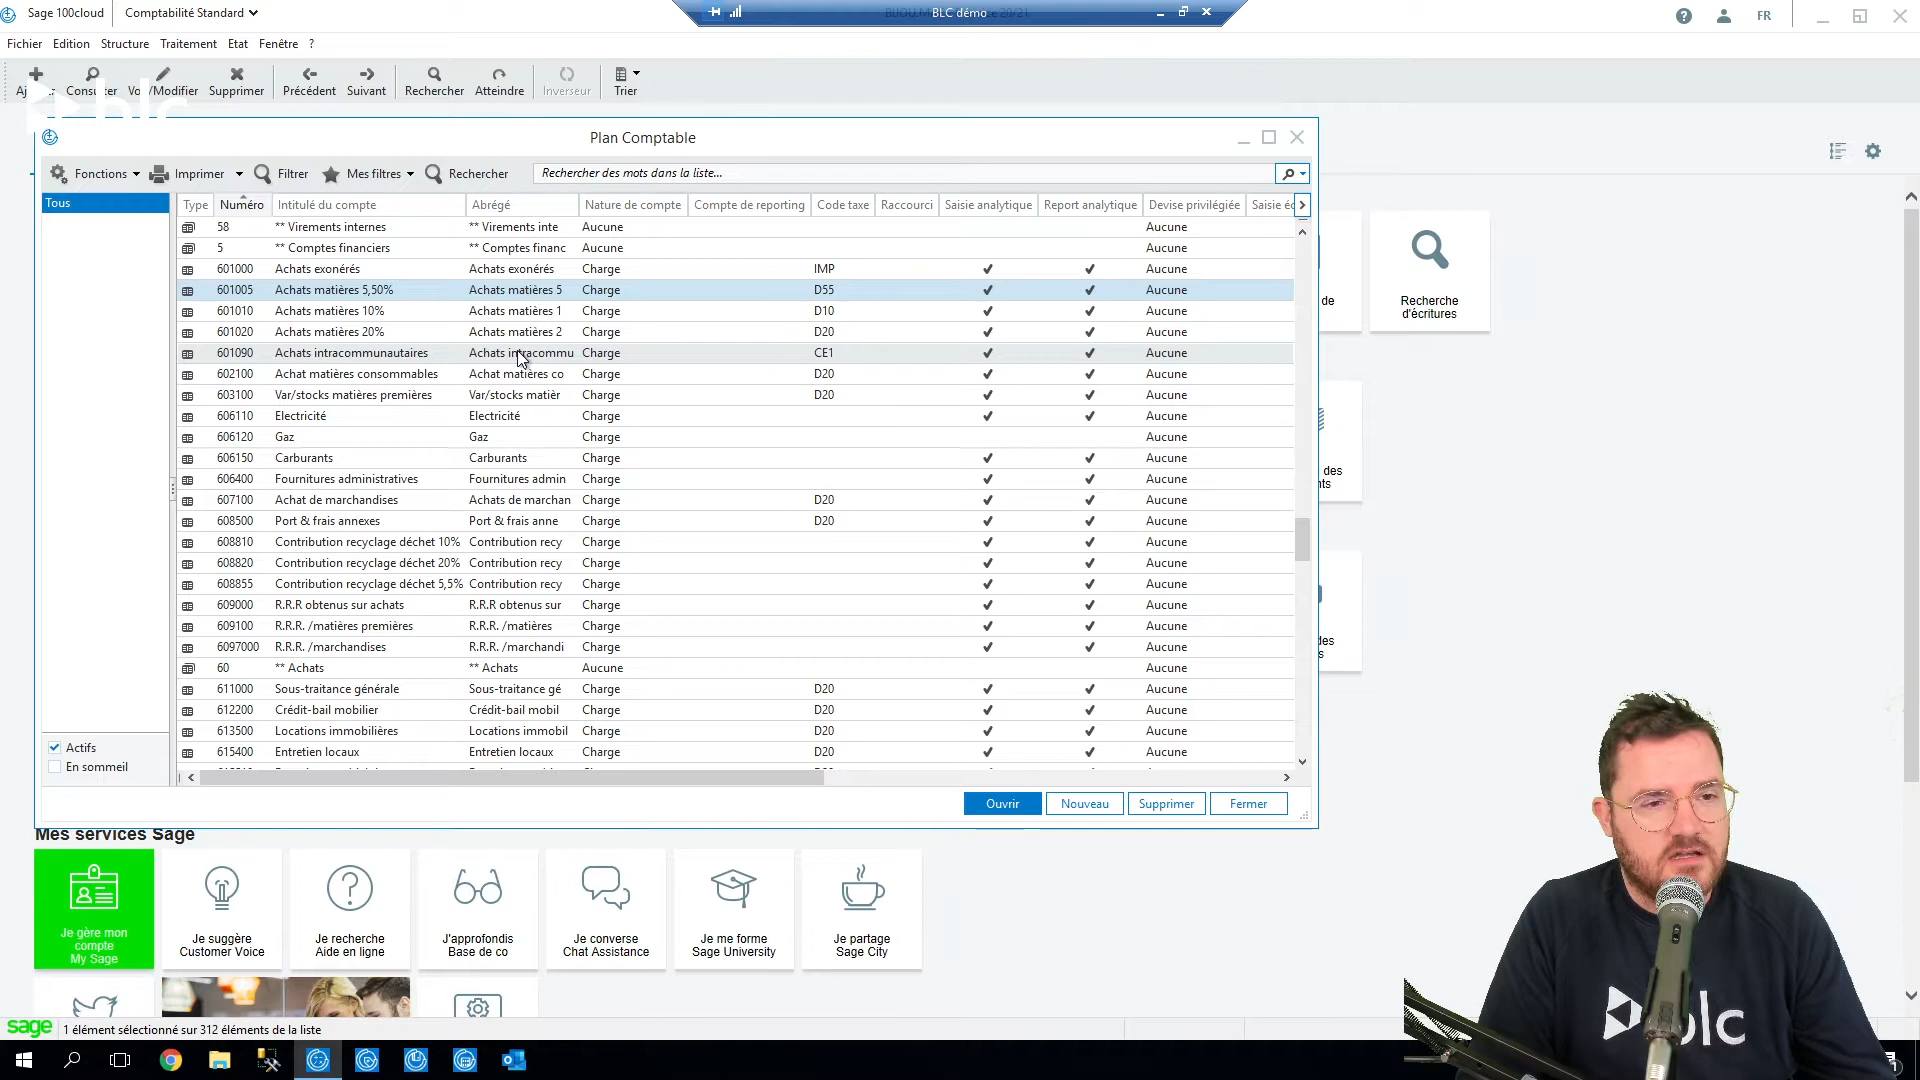 Sage 100cloud Comptabilité Standard BLC démo FR
Fichier Edition Structure Traitement Etat Fenêtre ?
Consulter Voir/Modifier Supprimer Précédent Suivant Rechercher Atteindre Inverseur Trier
blc
Plan Comptable
Fonctions Imprimer Filtrer Mes filtres Rechercher Rechercher des mots dans la liste...
Tous
Type Numéro Intitulé du compte Abrégé Nature de compte Compte de reporting Code taxe Raccourci Saisie analytique Report analytique Devise privilégiée Saisie éc
58 ** Virements internes ** Virements inte Aucune Aucune
5 ** Comptes financiers ** Comptes financ Aucune Aucune
601000 Achats exonérés Achats exonérés Charge IMP ✔ ✔ Aucune
601005 Achats matières 5,50% Achats matières 5 Charge D55 ✔ ✔ Aucune
601010 Achats matières 10% Achats matières 1 Charge D10 ✔ ✔ Aucune
601020 Achats matières 20% Achats matières 2 Charge D20 ✔ ✔ Aucune
601090 Achats intracommunautaires Achats intracommu Charge CE1 ✔ ✔ Aucune
602100 Achat matières consommables Achat matières co Charge D20 ✔ ✔ Aucune
603100 Var/stocks matières premières Var/stocks matièr Charge D20 ✔ ✔ Aucune
606110 Electricité Electricité Charge ✔ ✔ Aucune
606120 Gaz Gaz Charge Aucune
606150 Carburants Carburants Charge ✔ ✔ Aucune
606400 Fournitures administratives Fournitures admin Charge ✔ ✔ Aucune
607100 Achat de marchandises Achats de marchan Charge D20 ✔ ✔ Aucune
608500 Port & frais annexes Port & frais anne Charge D20 ✔ ✔ Aucune
608810 Contribution recyclage déchet 10% Contribution recy Charge ✔ ✔ Aucune
608820 Contribution recyclage déchet 20% Contribution recy Charge ✔ ✔ Aucune
608855 Contribution recyclage déchet 5,5% Contribution recy Charge ✔ ✔ Aucune
609000 R.R.R obtenus sur achats R.R.R obtenus sur Charge ✔ ✔ Aucune
609100 R.R.R. /matières premières R.R.R. /matières Charge ✔ ✔ Aucune
6097000 R.R.R. /marchandises R.R.R. /marchandi Charge ✔ ✔ Aucune
60 ** Achats ** Achats Aucune Aucune
611000 Sous-traitance générale Sous-traitance gé Charge D20 ✔ ✔ Aucune
612200 Crédit-bail mobilier Crédit-bail mobil Charge D20 ✔ ✔ Aucune
613500 Locations immobilières Locations immobil Charge D20 ✔ ✔ Aucune
615400 Entretien locaux Entretien locaux Charge D20 ✔ ✔ Aucune
Actifs
En sommeil
Ouvrir Nouveau Supprimer Fermer
de
Recherche
d'écritures
des
Mes services Sage
Je gère mon
compte
My Sage
Je suggère
Customer Voice
Je recherche
Aide en ligne
J'approfondis
Base de co
Je converse
Chat Assistance
Je me forme
Sage University
Je partage
Sage City
sage 1 élément sélectionné sur 312 éléments de la liste
blc